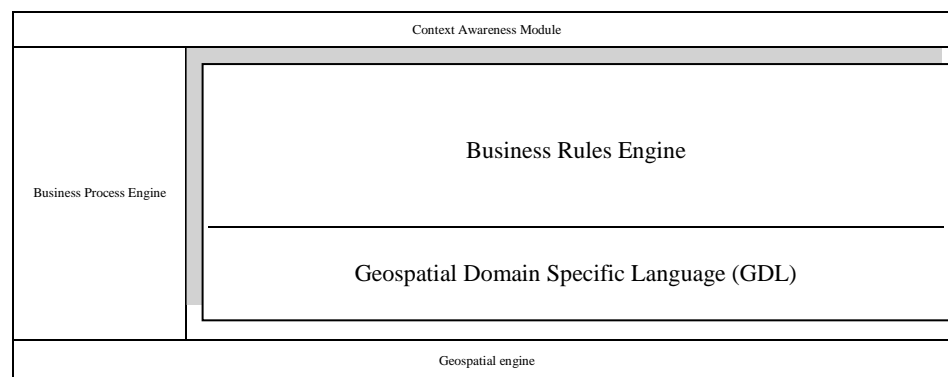 Context Awareness Module
Business Rules Engine
Business Process Engine
Geospatial Domain Specific Language (GDL)
Geospatial engine